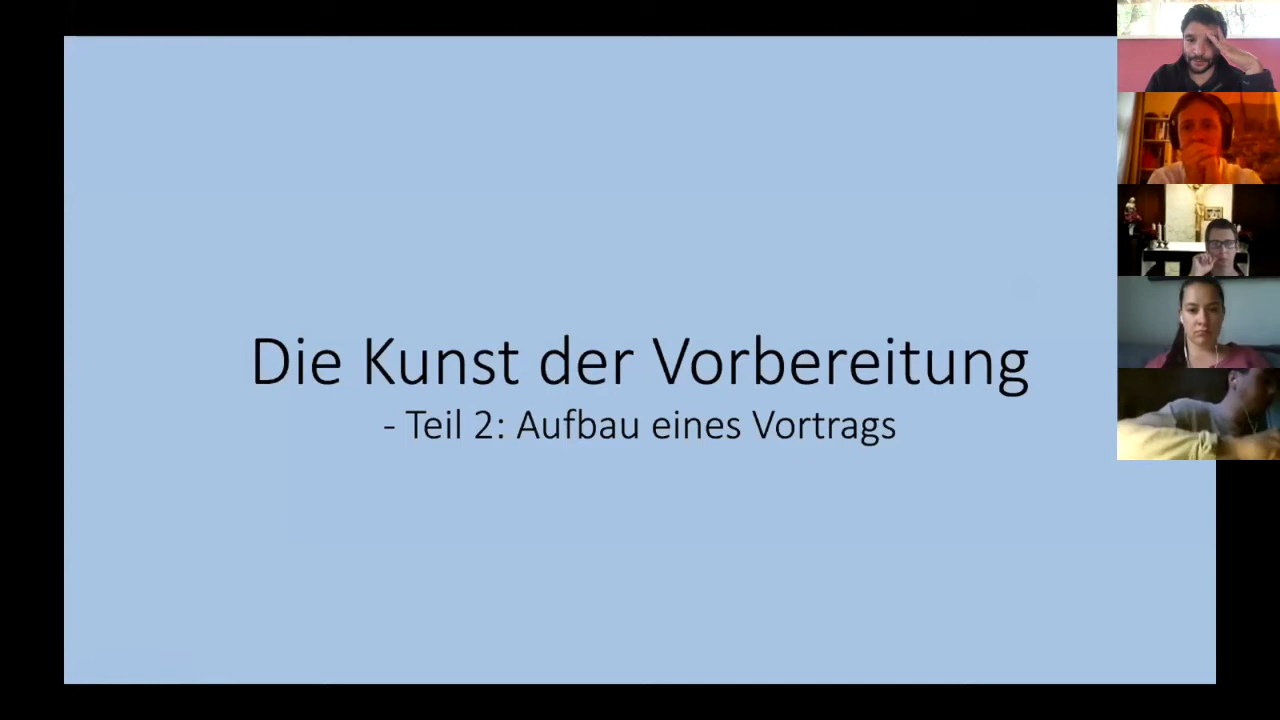 Die Kunst der Vorbereitung
- Teil 2: Aufbau eines Vortrags